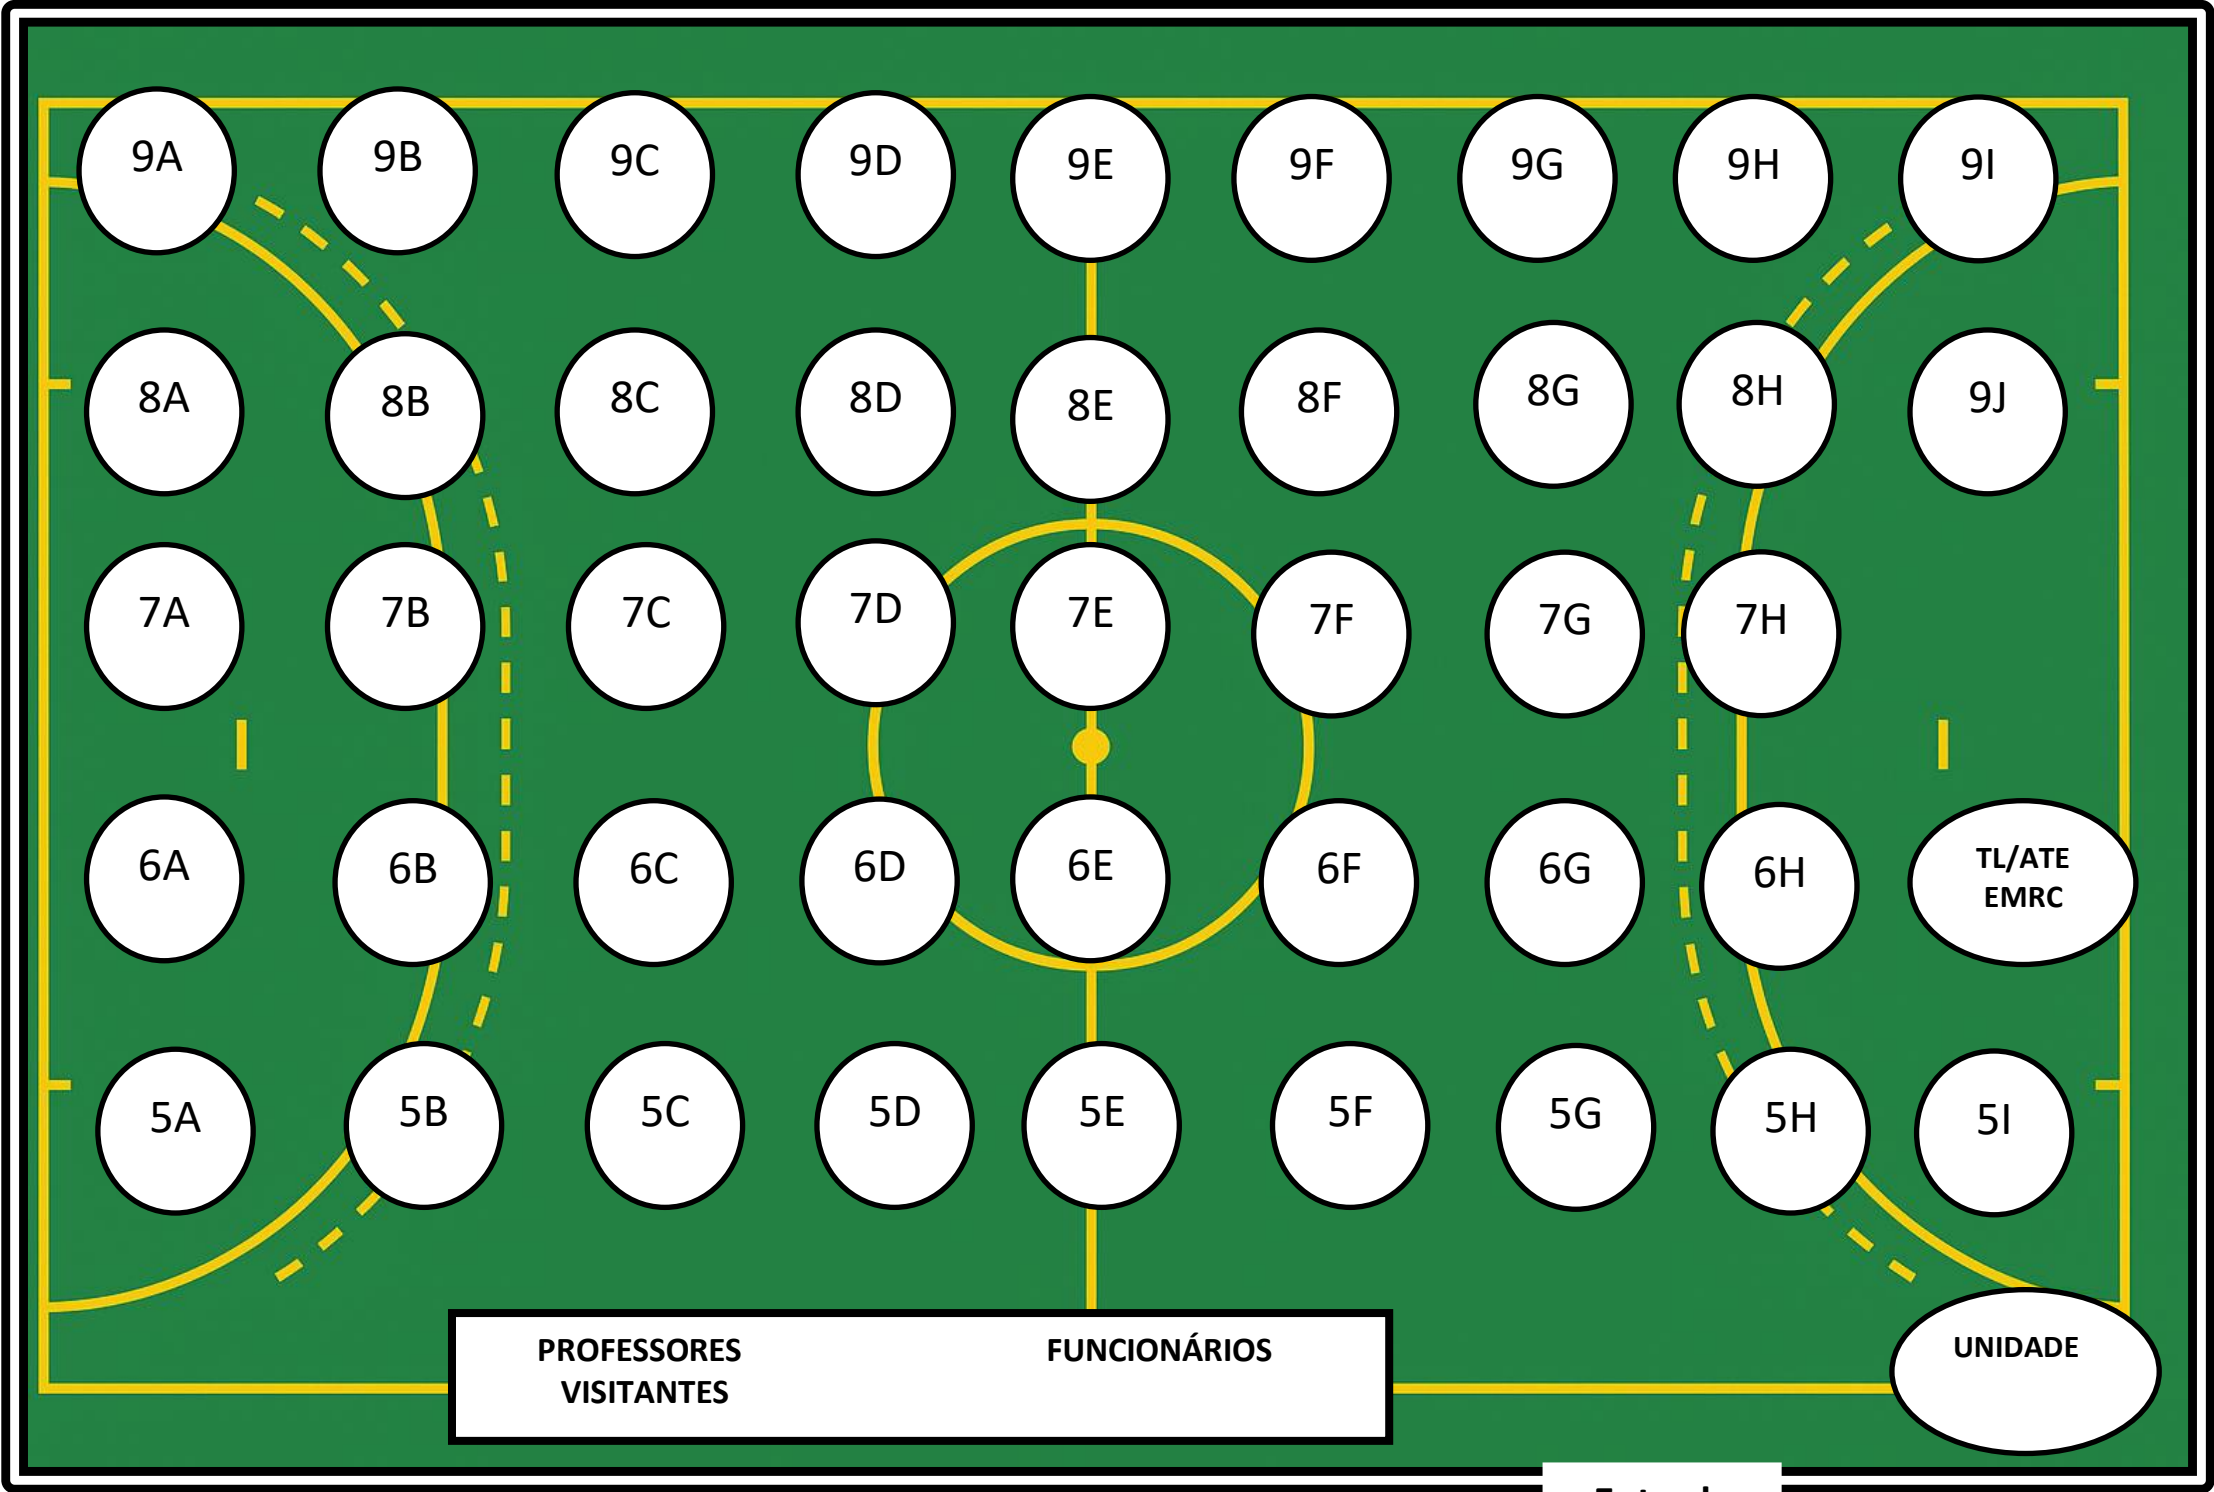 9A 9B 9C 9D 9E 9F 9G 9H 9I
8A 8B 8C 8D 8E 8F 8G 8H 9J
7A 7B 7C 7D 7E 7F 7G 7H
6A 6B 6C 6D 6E 6F 6G 6H
TL/ATE
EMRC
5A 5B 5C 5D 5E 5F 5G 5H 5I
PROFESSORES FUNCIONÁRIOS
VISITANTES
UNIDADE